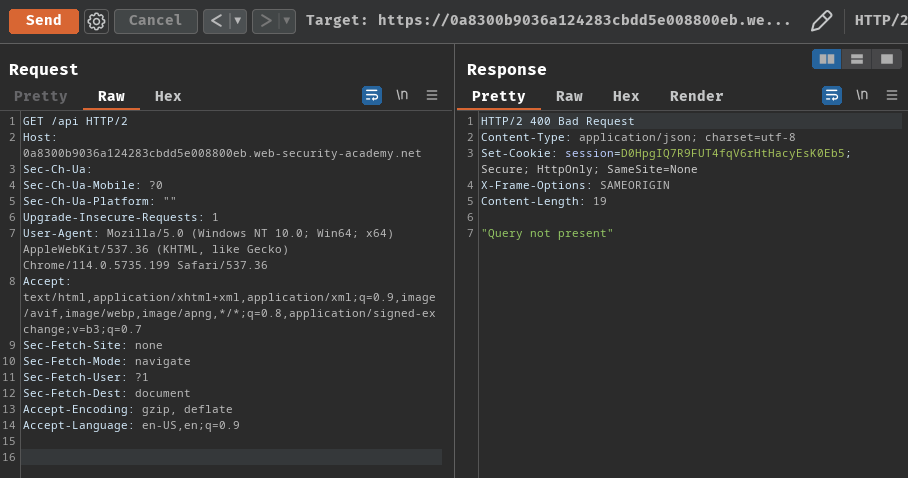 Send Cancel < ▼ > ▼ Target: https://0a8300b9036a124283cbdd5e008800eb.we... HTTP/2
Request
Pretty Raw Hex \n
1 GET /api HTTP/2
2 Host:
0a8300b9036a124283cbdd5e008800eb.web-security-academy.net
3 Sec-Ch-Ua:
4 Sec-Ch-Ua-Mobile: ?0
5 Sec-Ch-Ua-Platform: ""
6 Upgrade-Insecure-Requests: 1
7 User-Agent: Mozilla/5.0 (Windows NT 10.0; Win64; x64)
AppleWebKit/537.36 (KHTML, like Gecko)
Chrome/114.0.5735.199 Safari/537.36
8 Accept:
text/html,application/xhtml+xml,application/xml;q=0.9,image
/avif,image/webp,image/apng,*/*;q=0.8,application/signed-ex
change;v=b3;q=0.7
9 Sec-Fetch-Site: none
10 Sec-Fetch-Mode: navigate
11 Sec-Fetch-User: ?1
12 Sec-Fetch-Dest: document
13 Accept-Encoding: gzip, deflate
14 Accept-Language: en-US,en;q=0.9
15
16
Response
Pretty Raw Hex Render \n
1 HTTP/2 400 Bad Request
2 Content-Type: application/json; charset=utf-8
3 Set-Cookie: session=D0HpgIQ7R9FUT4fqV6rHtHacyEsK0Eb5;
Secure; HttpOnly; SameSite=None
4 X-Frame-Options: SAMEORIGIN
5 Content-Length: 19
6
7 "Query not present"